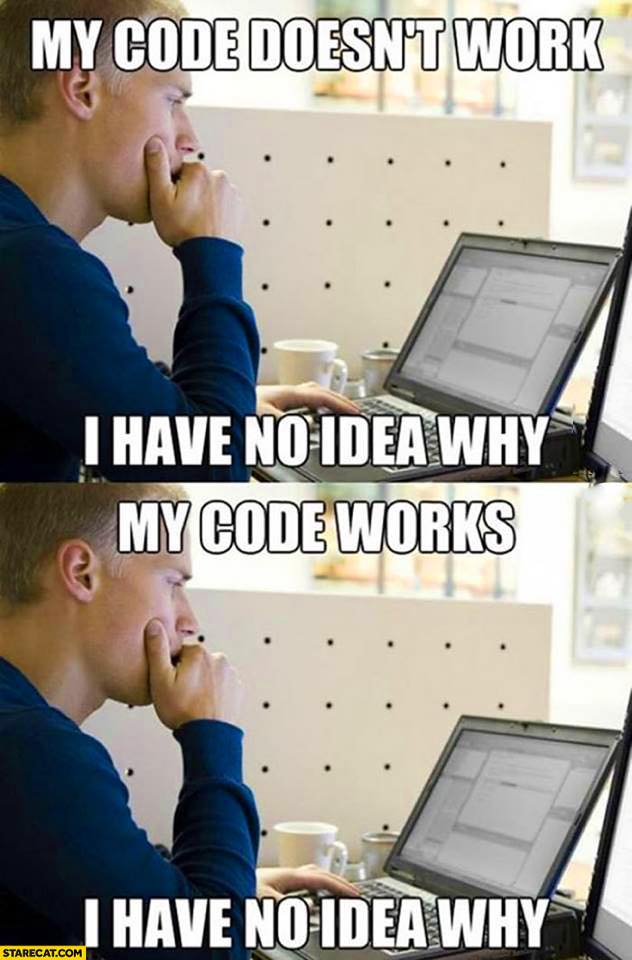 MY CODE DOESN'T WORK
I HAVE NO IDEA WHY
MY CODE WORKS
I HAVE NO IDEA WHY
STARECAT.COM